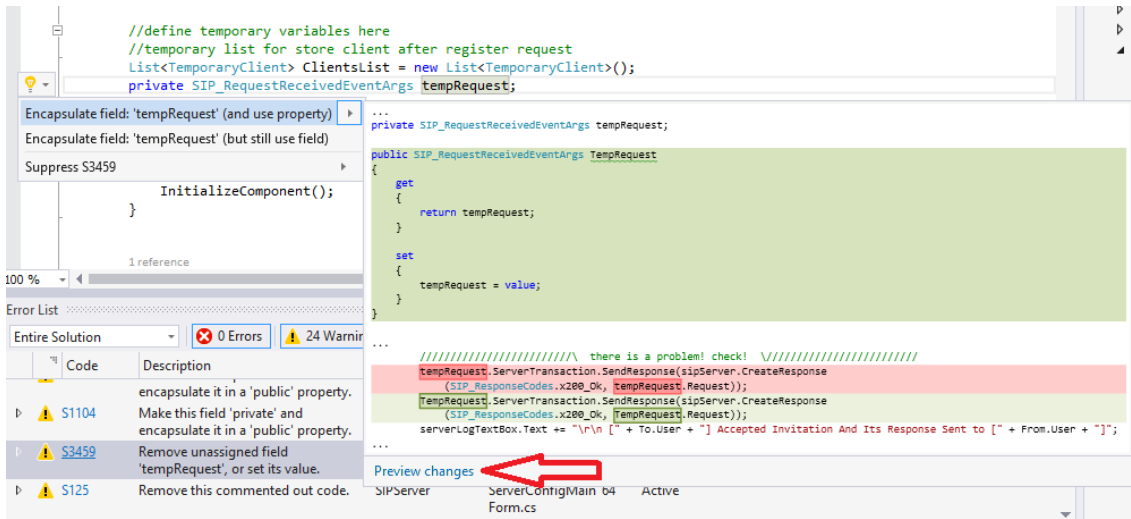 //define temporary variables here
//temporary list for store client after register request
List<TemporaryClient> ClientsList = new List<TemporaryClient>();
private SIP_RequestReceivedEventArgs tempRequest;
Encapsulate field: 'tempRequest' (and use property)
Encapsulate field: 'tempRequest' (but still use field)
Suppress S3459
InitializeComponent();
}
1 reference
100 %
...
private SIP_RequestReceivedEventArgs tempRequest;
public SIP_RequestReceivedEventArgs TempRequest
{
get
{
return tempRequest;
}
set
{
tempRequest = value;
}
}
...
//////////////////////////\ there is a problem! check! \//////////////////////////
tempRequest.ServerTransaction.SendResponse(sipServer.CreateResponse
(SIP_ResponseCodes.x200_Ok, tempRequest.Request));
TempRequest.ServerTransaction.SendResponse(sipServer.CreateResponse
(SIP_ResponseCodes.x200_Ok, TempRequest.Request));
serverLogTextBox.Text += "\r\n [" + To.User + "] Accepted Invitation And Its Response Sent to [" + From.User + "]";
...
Preview changes
Error List
Entire Solution
0 Errors
24 Warnin
Code Description
encapsulate it in a 'public' property.
S1104 Make this field 'private' and
encapsulate it in a 'public' property.
S3459 Remove unassigned field
'tempRequest', or set its value.
S125 Remove this commented out code. SIPServer ServerConfigMain 64 Active
Form.cs